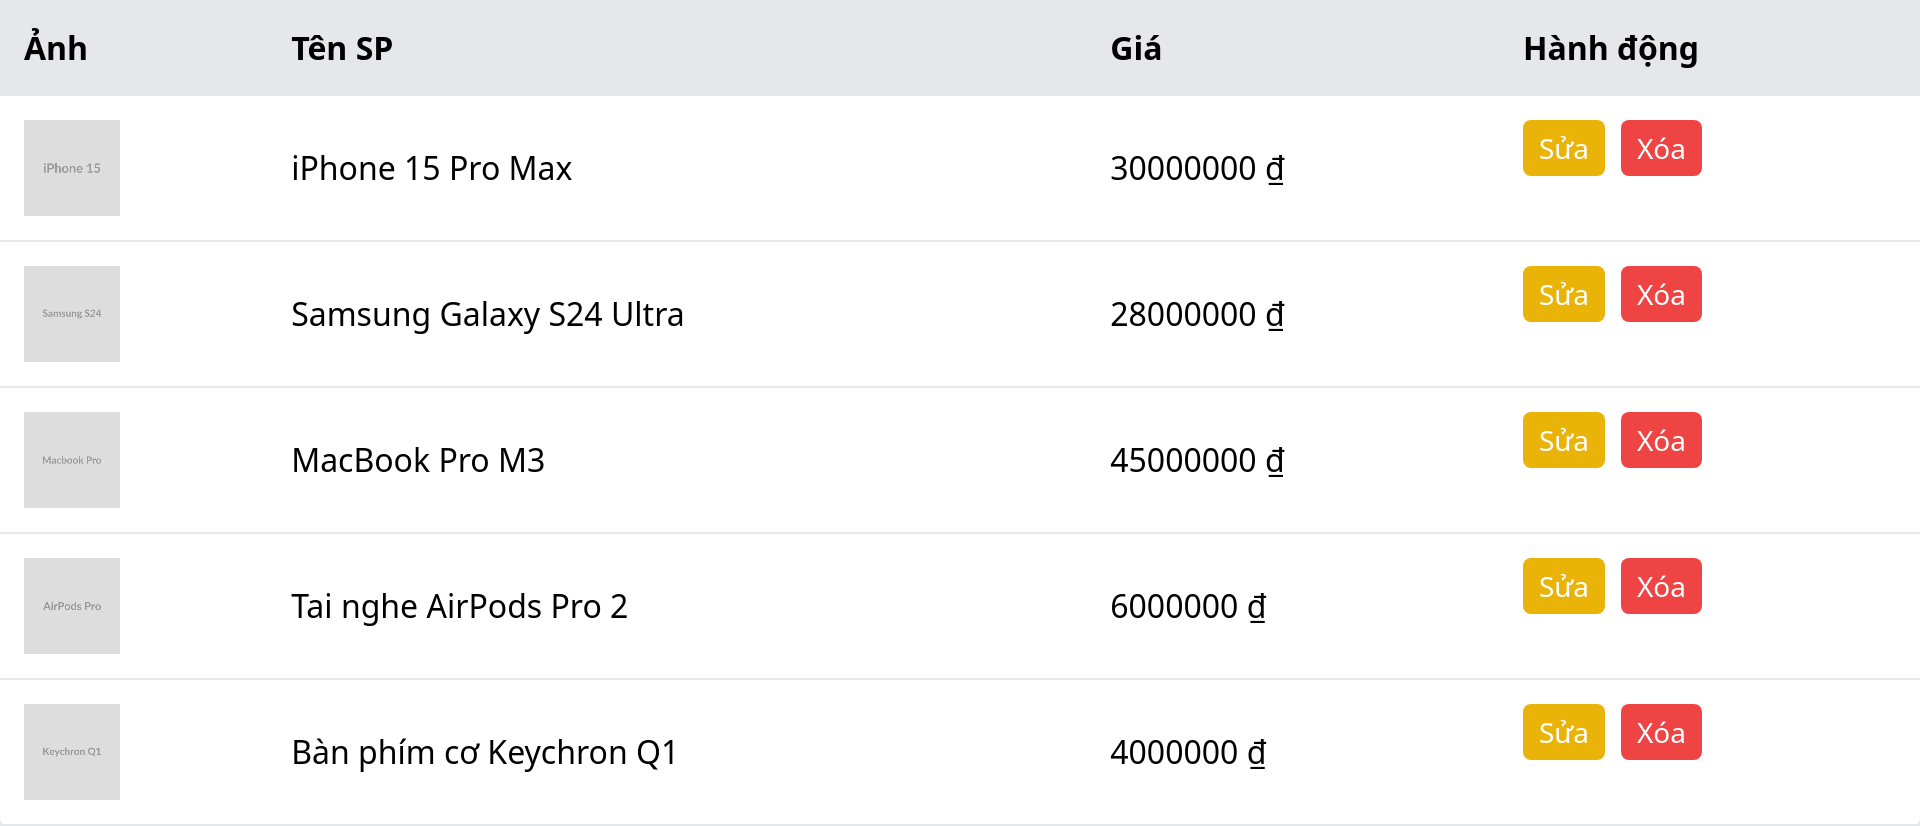 Ảnh Tên SP Giá Hành động
iPhone 15 iPhone 15 Pro Max 30000000 ₫ Sửa Xóa
Samsung S24 Samsung Galaxy S24 Ultra 28000000 ₫ Sửa Xóa
Macbook Pro MacBook Pro M3 45000000 ₫ Sửa Xóa
AirPods Pro Tai nghe AirPods Pro 2 6000000 ₫ Sửa Xóa
Keychron Q1 Bàn phím cơ Keychron Q1 4000000 ₫ Sửa Xóa